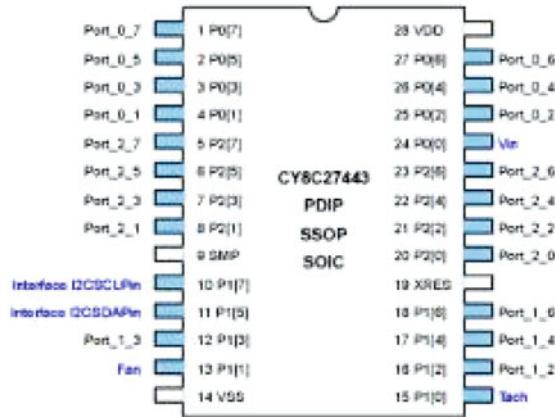 Port_0_7 1 P0[7] 28 VDD
Port_0_5 2 P0[5] 27 P0[6] Port_0_6
Port_0_3 3 P0[3] 26 P0[4] Port_0_4
Port_0_1 4 P0[1] 25 P0[2] Port_0_2
Port_2_7 5 P2[7] 24 P0[0] Vin
Port_2_5 6 P2[5] 23 P2[6] Port_2_6
Port_2_3 7 P2[3] 22 P2[4] Port_2_4
Port_2_1 8 P2[1] 21 P2[2] Port_2_2
9 SMP 20 P2[0] Port_2_0
Interface I2CSCLPin 10 P1[7] 19 XRES
Interface I2CSDAPin 11 P1[5] 18 P1[6] Port_1_6
Port_1_3 12 P1[3] 17 P1[4] Port_1_4
Fan 13 P1[1] 16 P1[2] Port_1_2
14 VSS 15 P1[0] Tach
CY8C27443
PDIP
SSOP
SOIC